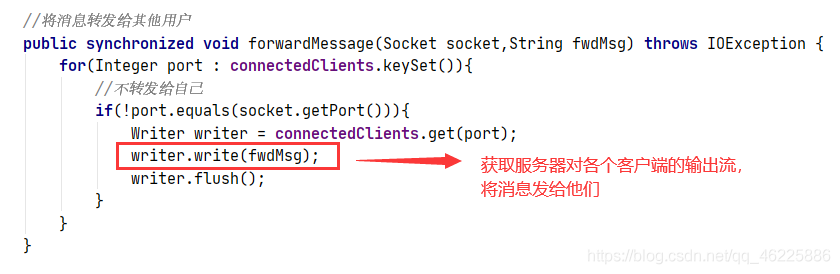 //将消息转发给其他用户
public synchronized void forwardMessage(Socket socket,String fwdMsg) throws IOException {
for(Integer port : connectedClients.keySet()){
//不转发给自己
if(!port.equals(socket.getPort())){
Writer writer = connectedClients.get(port);
writer.write(fwdMsg);
writer.flush();
}
}
}
获取服务器对各个客户端的输出流，
将消息发给他们
https://blog.csdn.net/qq_46225886